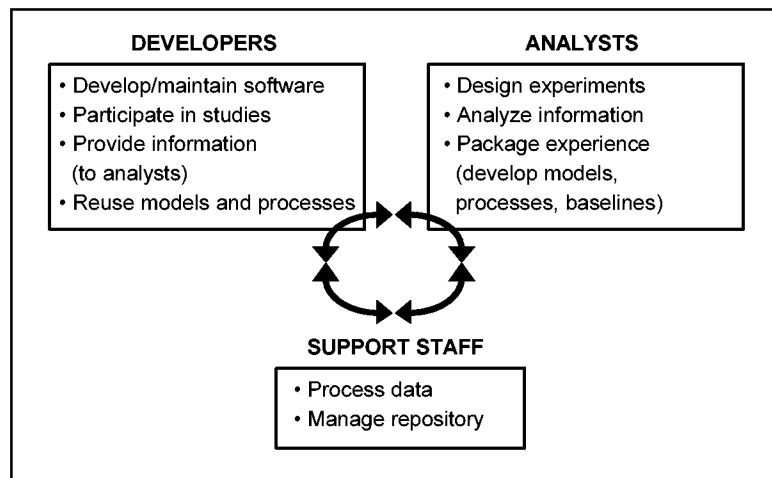 DEVELOPERS
• Develop/maintain software
• Participate in studies
• Provide information
(to analysts)
• Reuse models and processes
ANALYSTS
• Design experiments
• Analyze information
• Package experience
(develop models,
processes, baselines)
SUPPORT STAFF
• Process data
• Manage repository